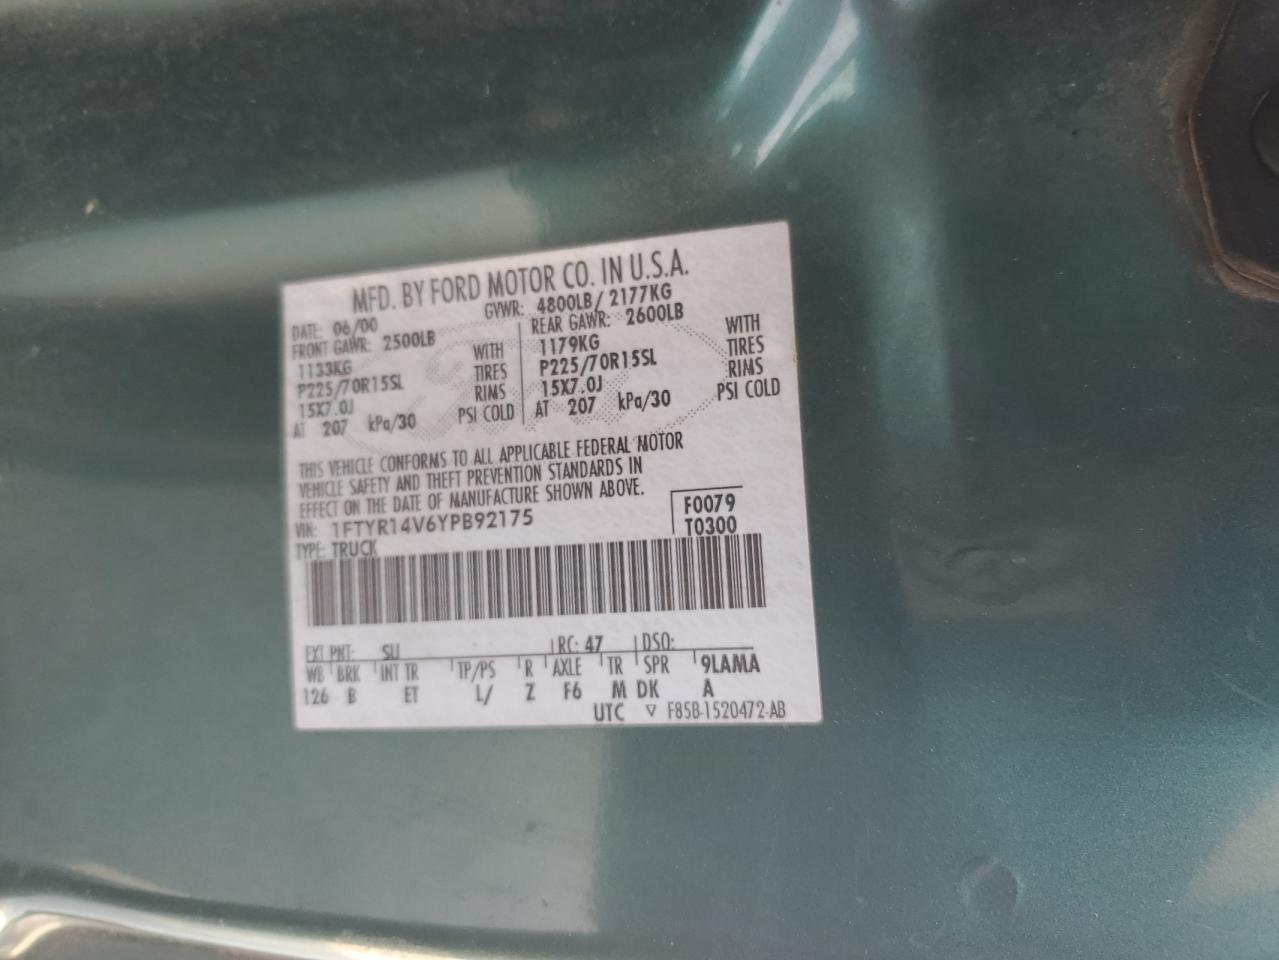 MFD. BY FORD MOTOR CO. IN U.S.A.
DATE: 06/00 GVWR: 4800LB/ 2177KG
FRONT GAWR: 2500LB REAR GAWR: 2600LB
1133KG WITH 1179KG WITH
P225/70R15SL TIRES P225/70R15SL TIRES
15X7.0J RIMS 15X7.0J RIMS
AT 207 kPa/30 PSI COLD AT 207 kPa/30 PSI COLD
THIS VEHICLE CONFORMS TO ALL APPLICABLE FEDERAL MOTOR
VEHICLE SAFETY AND THEFT PREVENTION STANDARDS IN
EFFECT ON THE DATE OF MANUFACTURE SHOWN ABOVE.
VIN: 1FTYR14V6YPB92175 F0079
TYPE: TRUCK T0300
EXT PNT: SU RC: 47 DSO:
WB BRK INT TR TP/PS R AXLE TR SPR 9LAMA
126 B ET L/ Z F6 M DK A
UTC ▽ F85B-1520472-AB